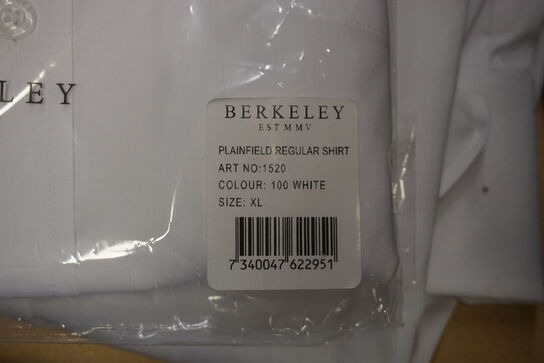 LEY
BERKELEY
EST MMV
PLAINFIELD REGULAR SHIRT
ART NO:1520
COLOUR: 100 WHITE
SIZE: XL
7 340047 622951